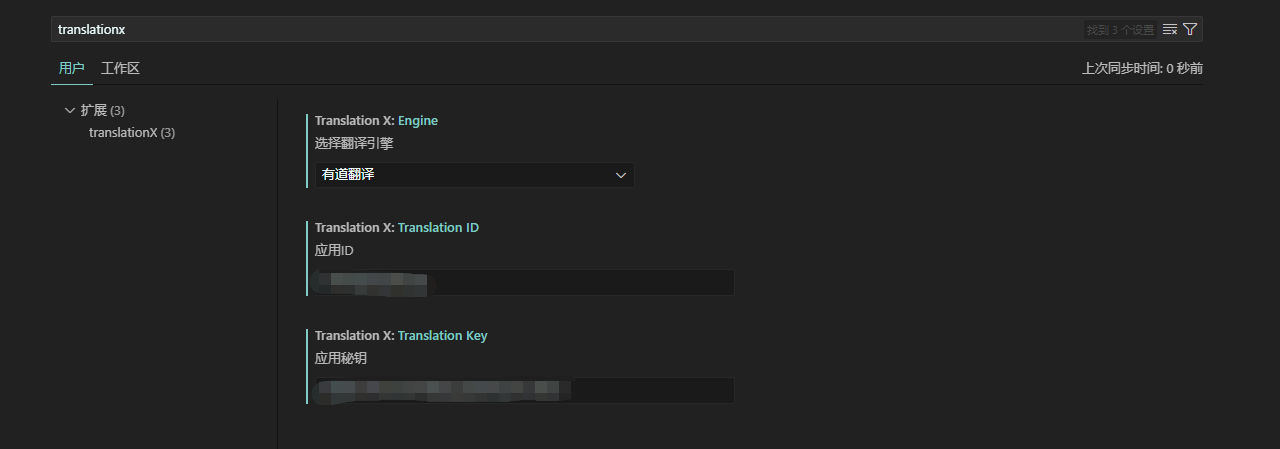 translationx
找到 3 个设置
用户 工作区
上次同步时间: 0 秒前
扩展 (3)
translationX (3)
Translation X: Engine
选择翻译引擎
有道翻译
Translation X: Translation ID
应用ID
Translation X: Translation Key
应用秘钥